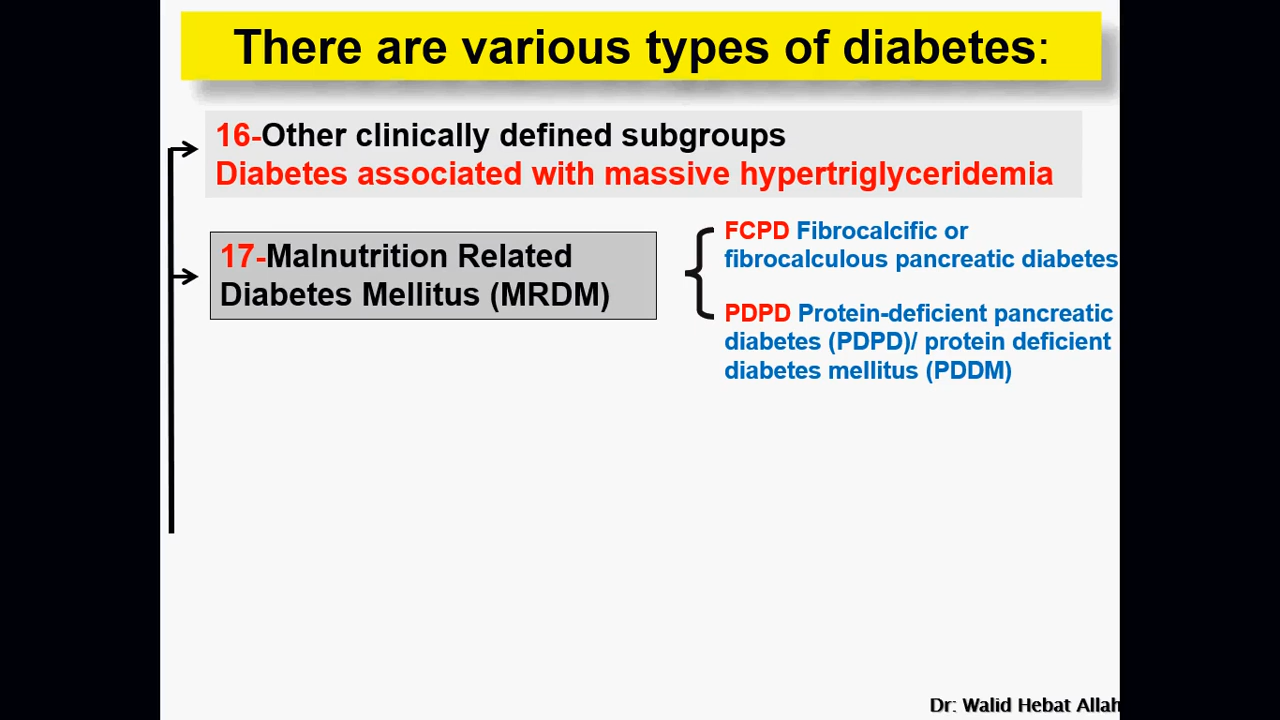 There are various types of diabetes:
16-Other clinically defined subgroups
Diabetes associated with massive hypertriglyceridemia
17-Malnutrition Related
Diabetes Mellitus (MRDM)
FCPD Fibrocalcific or
fibrocalculous pancreatic diabetes
PDPD Protein-deficient pancreatic
diabetes (PDPD)/ protein deficient
diabetes mellitus (PDDM)
Dr: Walid Hebat Allah